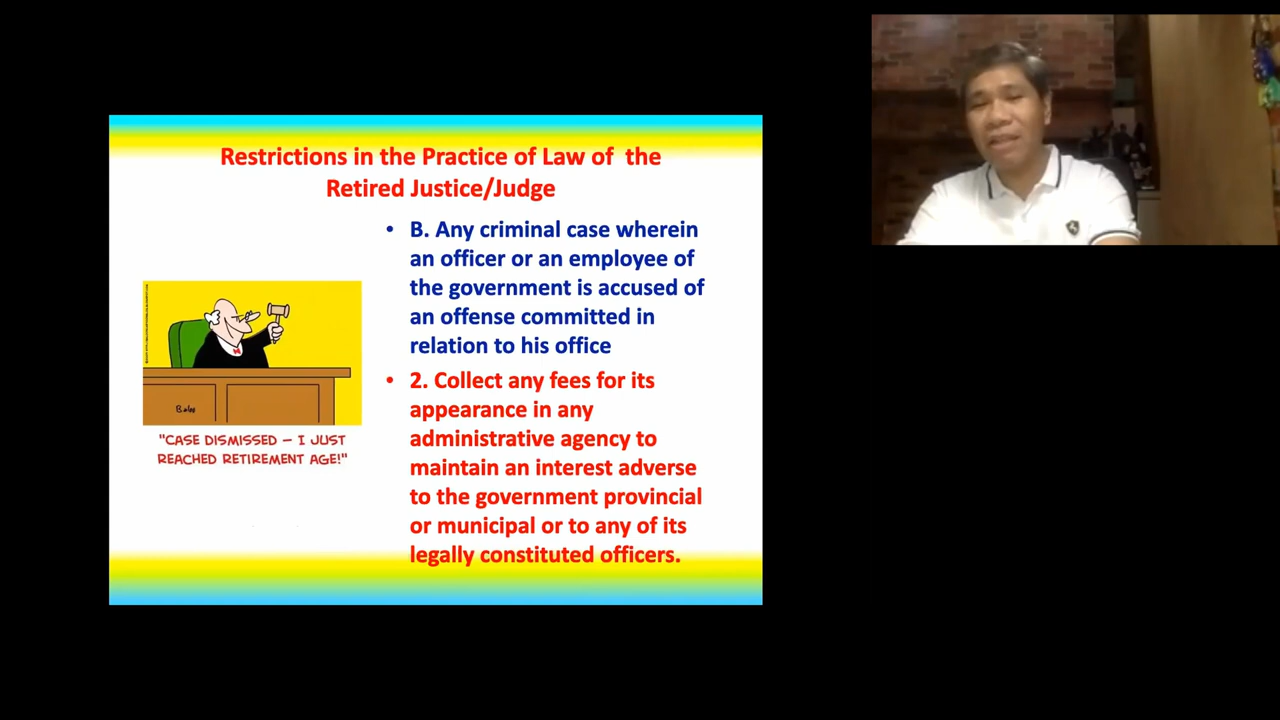 Restrictions in the Practice of Law of the
Retired Justice/Judge
• B. Any criminal case wherein
an officer or an employee of
the government is accused of
an offense committed in
relation to his office
• 2. Collect any fees for its
appearance in any
administrative agency to
maintain an interest adverse
to the government provincial
or municipal or to any of its
legally constituted officers.
"CASE DISMISSED – I JUST
REACHED RETIREMENT AGE!"